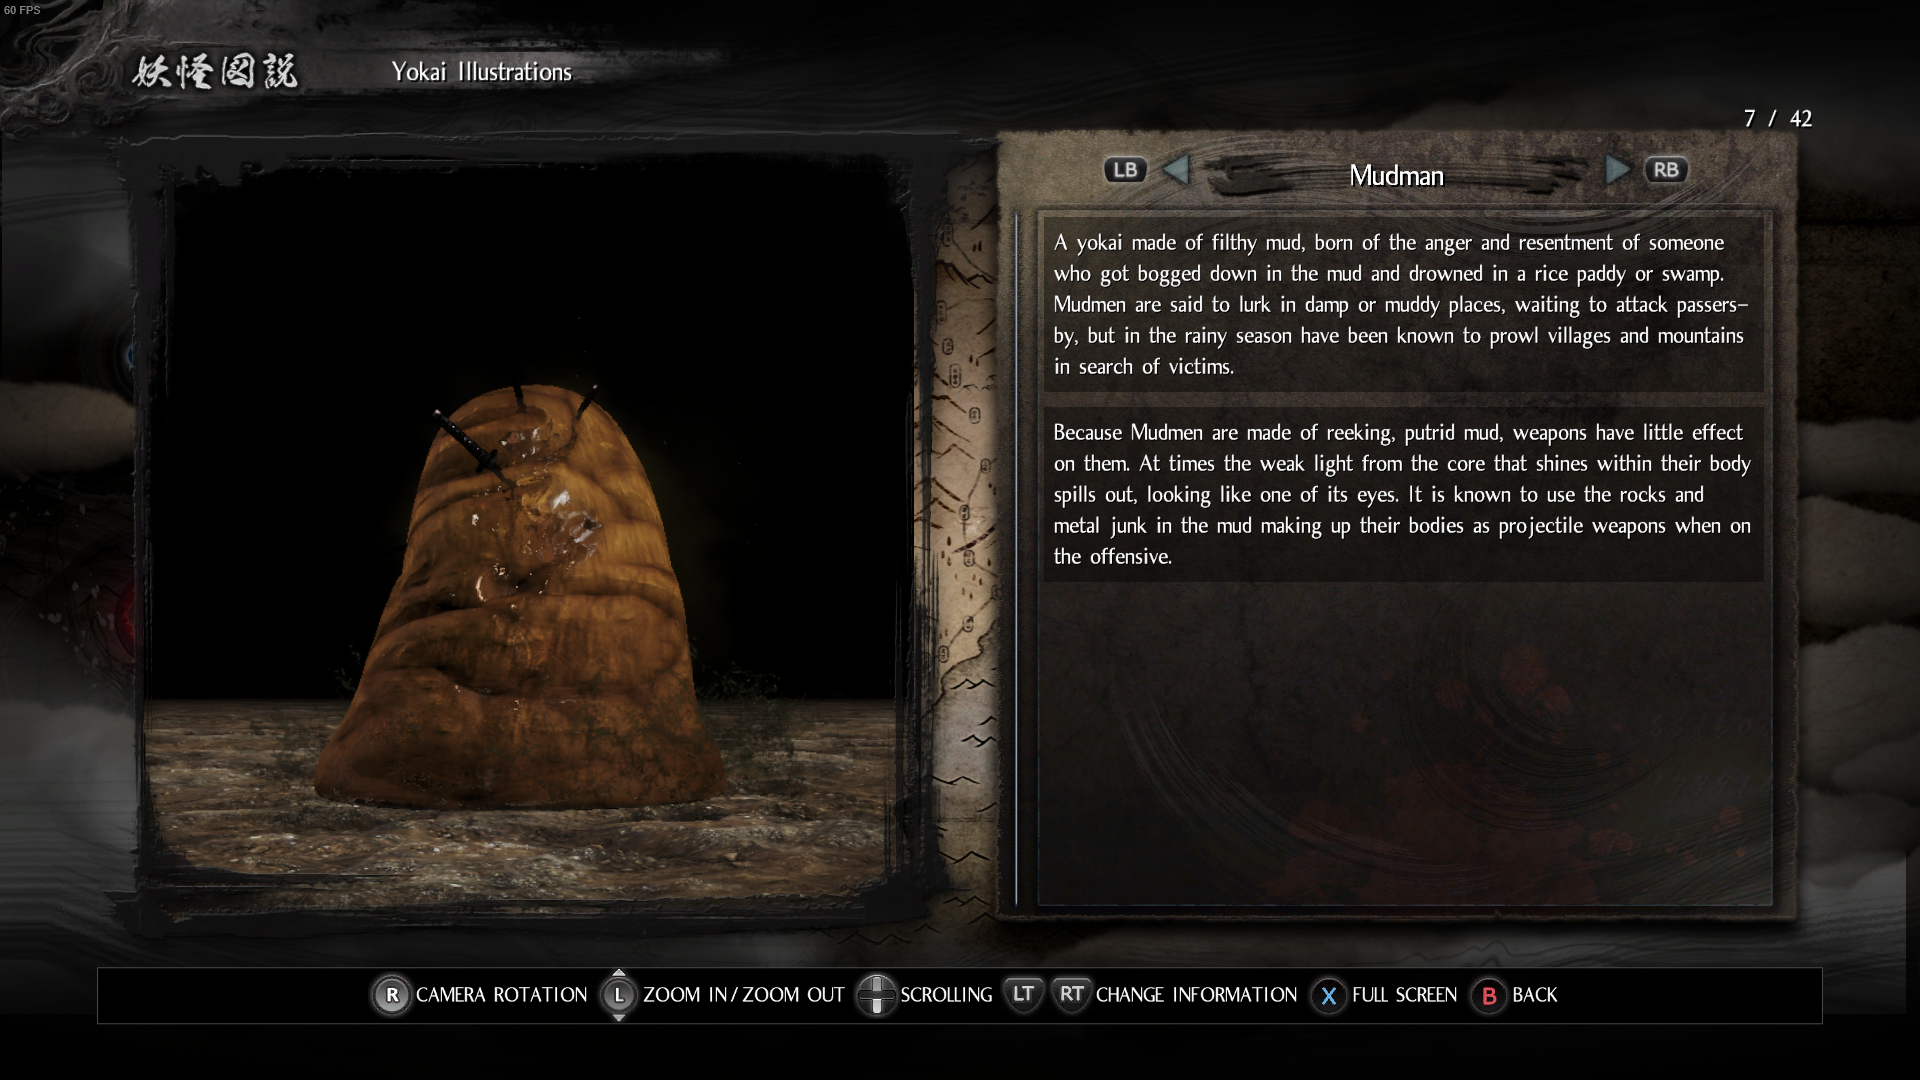 60 FPS
妖怪図説
Yokai Illustrations
7 / 42
LB
Mudman
RB
A yokai made of filthy mud, born of the anger and resentment of someone
who got bogged down in the mud and drowned in a rice paddy or swamp.
Mudmen are said to lurk in damp or muddy places, waiting to attack passers-
by, but in the rainy season have been known to prowl villages and mountains
in search of victims.
Because Mudmen are made of reeking, putrid mud, weapons have little effect
on them. At times the weak light from the core that shines within their body
spills out, looking like one of its eyes. It is known to use the rocks and
metal junk in the mud making up their bodies as projectile weapons when on
the offensive.
R CAMERA ROTATION L ZOOM IN/ZOOM OUT SCROLLING LT RT CHANGE INFORMATION X FULL SCREEN B BACK